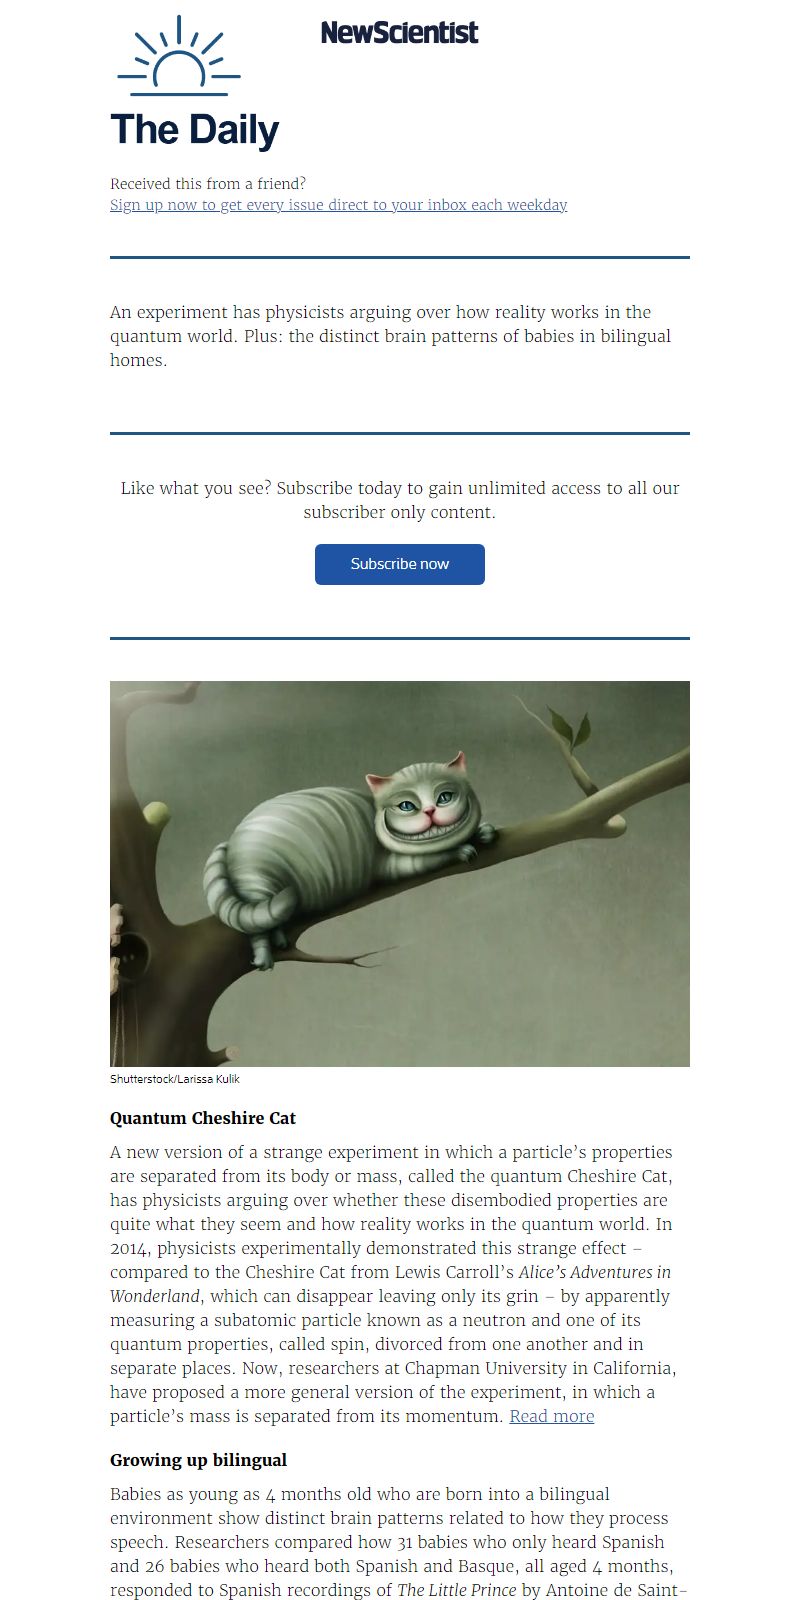 NewScientist
The Daily
Received this from a friend?
Sign up now to get every issue direct to your inbox each weekday
An experiment has physicists arguing over how reality works in the
quantum world. Plus: the distinct brain patterns of babies in bilingual
homes.
Like what you see? Subscribe today to gain unlimited access to all our
subscriber only content.
Subscribe now
Shutterstock/Larissa Kulik
Quantum Cheshire Cat
A new version of a strange experiment in which a particle’s properties
are separated from its body or mass, called the quantum Cheshire Cat,
has physicists arguing over whether these disembodied properties are
quite what they seem and how reality works in the quantum world. In
2014, physicists experimentally demonstrated this strange effect –
compared to the Cheshire Cat from Lewis Carroll’s Alice’s Adventures in
Wonderland, which can disappear leaving only its grin – by apparently
measuring a subatomic particle known as a neutron and one of its
quantum properties, called spin, divorced from one another and in
separate places. Now, researchers at Chapman University in California,
have proposed a more general version of the experiment, in which a
particle’s mass is separated from its momentum. Read more
Growing up bilingual
Babies as young as 4 months old who are born into a bilingual
environment show distinct brain patterns related to how they process
speech. Researchers compared how 31 babies who only heard Spanish
and 26 babies who heard both Spanish and Basque, all aged 4 months,
responded to Spanish recordings of The Little Prince by Antoine de Saint-